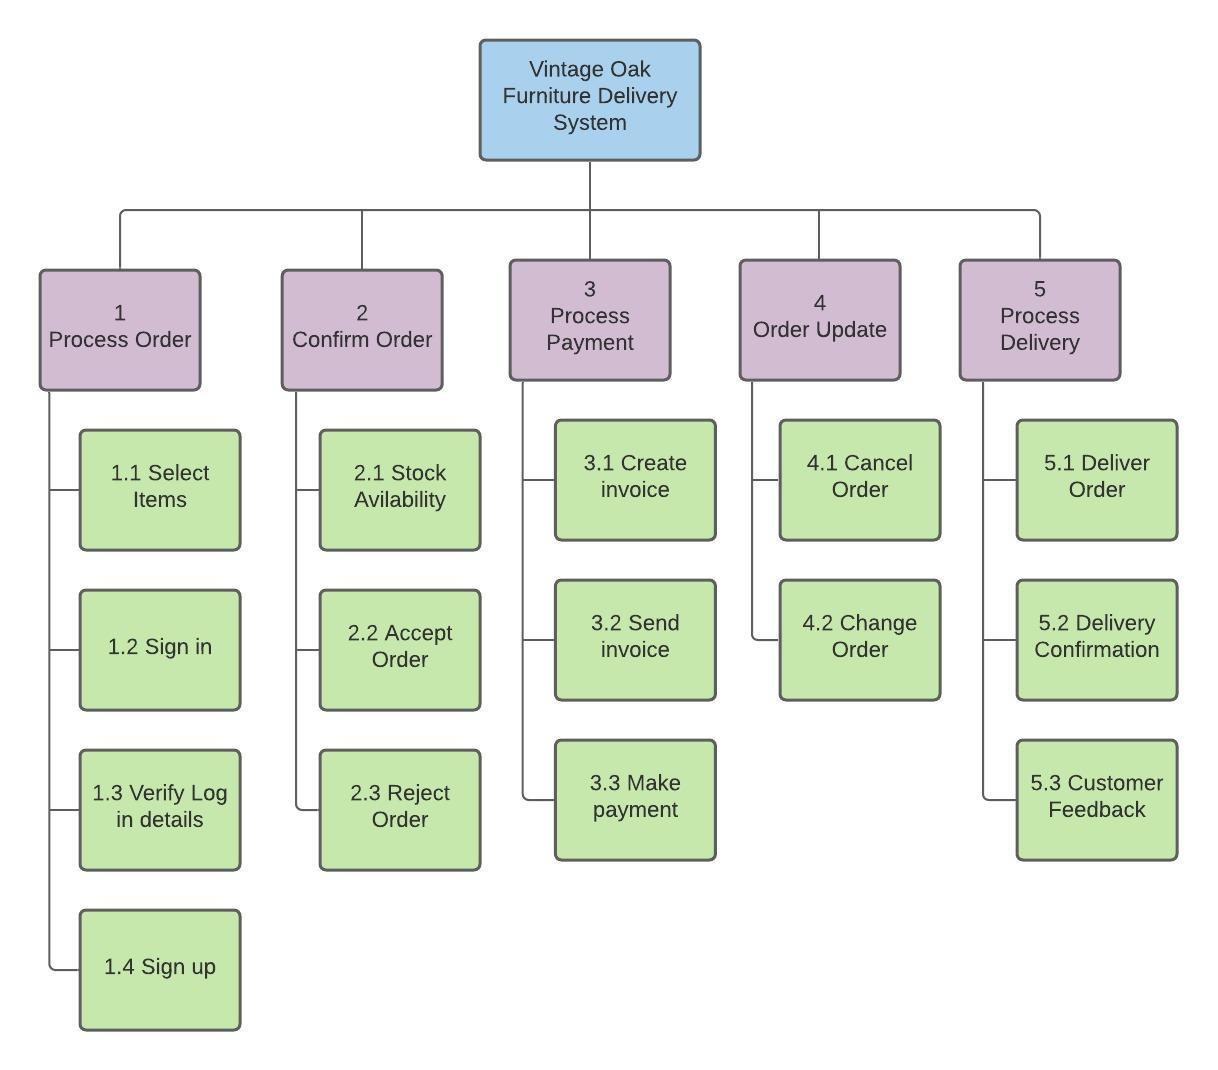 Vintage Oak
Furniture Delivery
System
1
Process Order
2
Confirm Order
3
Process
Payment
4
Order Update
5
Process
Delivery
1.1 Select
Items
1.2 Sign in
1.3 Verify Log
in details
1.4 Sign up
2.1 Stock
Avilability
2.2 Accept
Order
2.3 Reject
Order
3.1 Create
invoice
3.2 Send
invoice
3.3 Make
payment
4.1 Cancel
Order
4.2 Change
Order
5.1 Deliver
Order
5.2 Delivery
Confirmation
5.3 Customer
Feedback